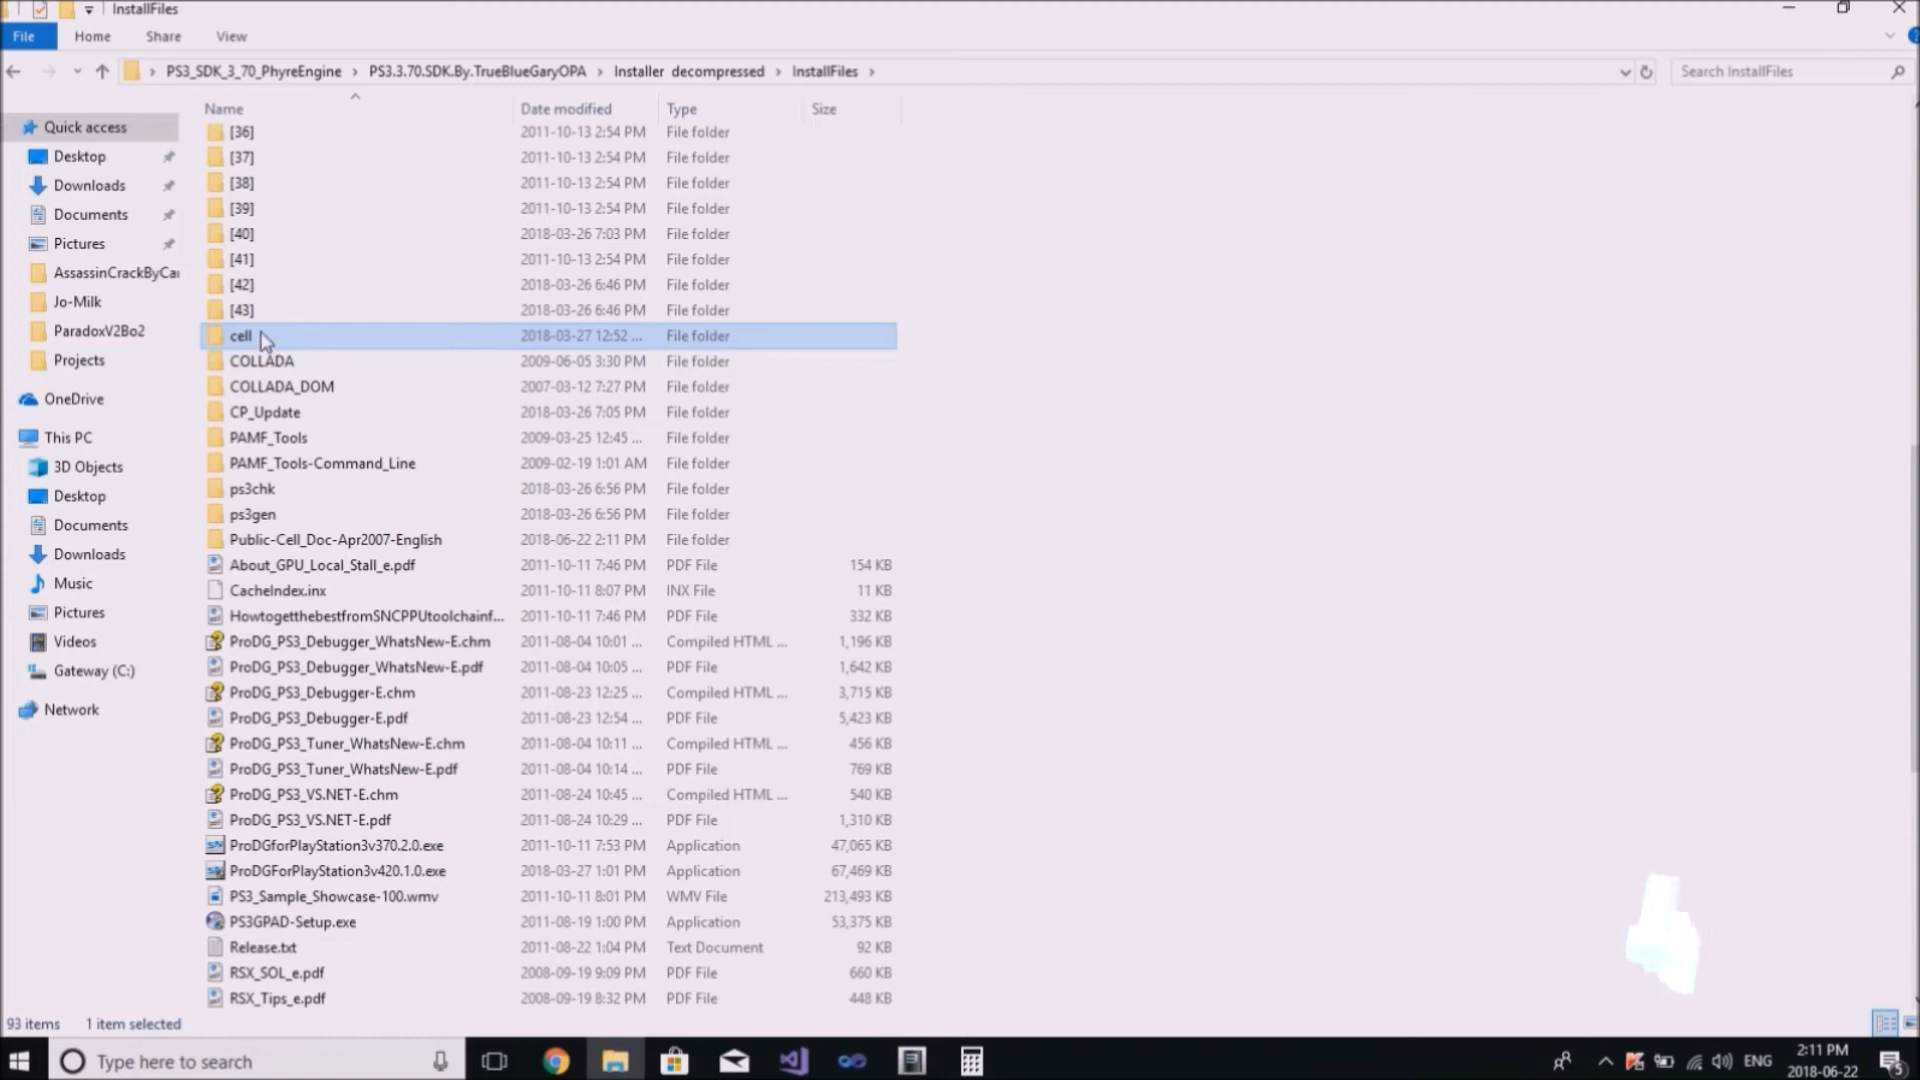 InstallFiles
File Home Share View
PS3_SDK_3_70_PhyreEngine › PS3.3.70.SDK.By.TrueBlueGaryOPA › Installer decompressed › InstallFiles ›
Search InstallFiles
Name Date modified Type Size
[36] 2011-10-13 2:54 PM File folder
[37] 2011-10-13 2:54 PM File folder
[38] 2011-10-13 2:54 PM File folder
[39] 2011-10-13 2:54 PM File folder
[40] 2018-03-26 7:03 PM File folder
[41] 2011-10-13 2:54 PM File folder
[42] 2018-03-26 6:46 PM File folder
[43] 2018-03-26 6:46 PM File folder
cell 2018-03-27 12:52 ... File folder
COLLADA 2009-06-05 3:30 PM File folder
COLLADA_DOM 2007-03-12 7:27 PM File folder
CP_Update 2018-03-26 7:05 PM File folder
PAMF_Tools 2009-03-25 12:45 ... File folder
PAMF_Tools-Command_Line 2009-02-19 1:01 AM File folder
ps3chk 2018-03-26 6:56 PM File folder
ps3gen 2018-03-26 6:56 PM File folder
Public-Cell_Doc-Apr2007-English 2018-06-22 2:11 PM File folder
About_GPU_Local_Stall_e.pdf 2011-10-11 7:46 PM PDF File 154 KB
CacheIndex.inx 2011-10-11 8:07 PM INX File 11 KB
HowtogetthebestfromSNCPPUtoolchainf... 2011-10-11 7:46 PM PDF File 332 KB
ProDG_PS3_Debugger_WhatsNew-E.chm 2011-08-04 10:01 ... Compiled HTML ... 1,196 KB
ProDG_PS3_Debugger_WhatsNew-E.pdf 2011-08-04 10:05 ... PDF File 1,642 KB
ProDG_PS3_Debugger-E.chm 2011-08-23 12:25 ... Compiled HTML ... 3,715 KB
ProDG_PS3_Debugger-E.pdf 2011-08-23 12:54 ... PDF File 5,423 KB
ProDG_PS3_Tuner_WhatsNew-E.chm 2011-08-04 10:11 ... Compiled HTML ... 456 KB
ProDG_PS3_Tuner_WhatsNew-E.pdf 2011-08-04 10:14 ... PDF File 769 KB
ProDG_PS3_VS.NET-E.chm 2011-08-24 10:45 ... Compiled HTML ... 540 KB
ProDG_PS3_VS.NET-E.pdf 2011-08-24 10:29 ... PDF File 1,310 KB
ProDGforPlayStation3v370.2.0.exe 2011-10-11 7:53 PM Application 47,065 KB
ProDGForPlayStation3v420.1.0.exe 2018-03-27 1:01 PM Application 67,469 KB
PS3_Sample_Showcase-100.wmv 2011-10-11 8:01 PM WMV File 213,493 KB
PS3GPAD-Setup.exe 2011-08-19 1:00 PM Application 53,375 KB
Release.txt 2011-08-22 1:04 PM Text Document 92 KB
RSX_SOL_e.pdf 2008-09-19 9:09 PM PDF File 660 KB
RSX_Tips_e.pdf 2008-09-19 8:32 PM PDF File 448 KB
Quick access
Desktop
Downloads
Documents
Pictures
AssassinCrackByCa
Jo-Milk
ParadoxV2Bo2
Projects
OneDrive
This PC
3D Objects
Desktop
Documents
Downloads
Music
Pictures
Videos
Gateway (C:)
Network
93 items 1 item selected
Type here to search
ENG
2:11 PM
2018-06-22
5